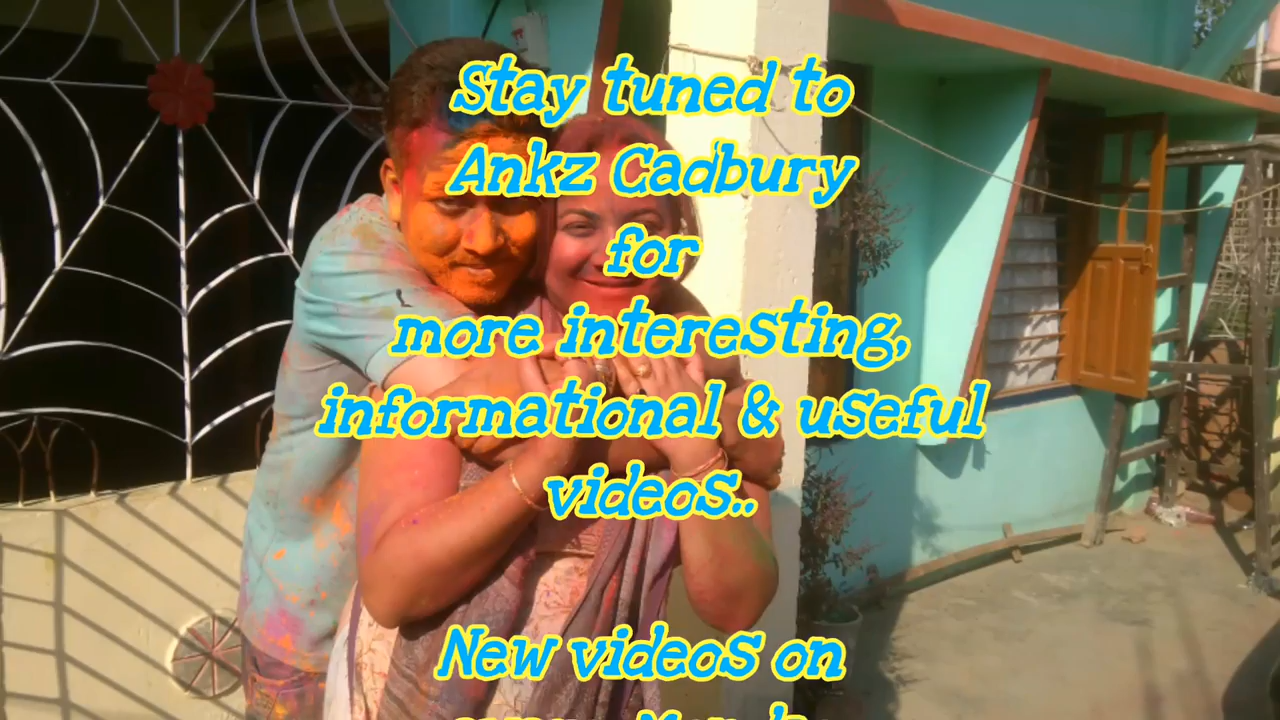 Stay tuned to
Ankz Cadbury
for
more interesting,
informational & useful
videos..
New videos on